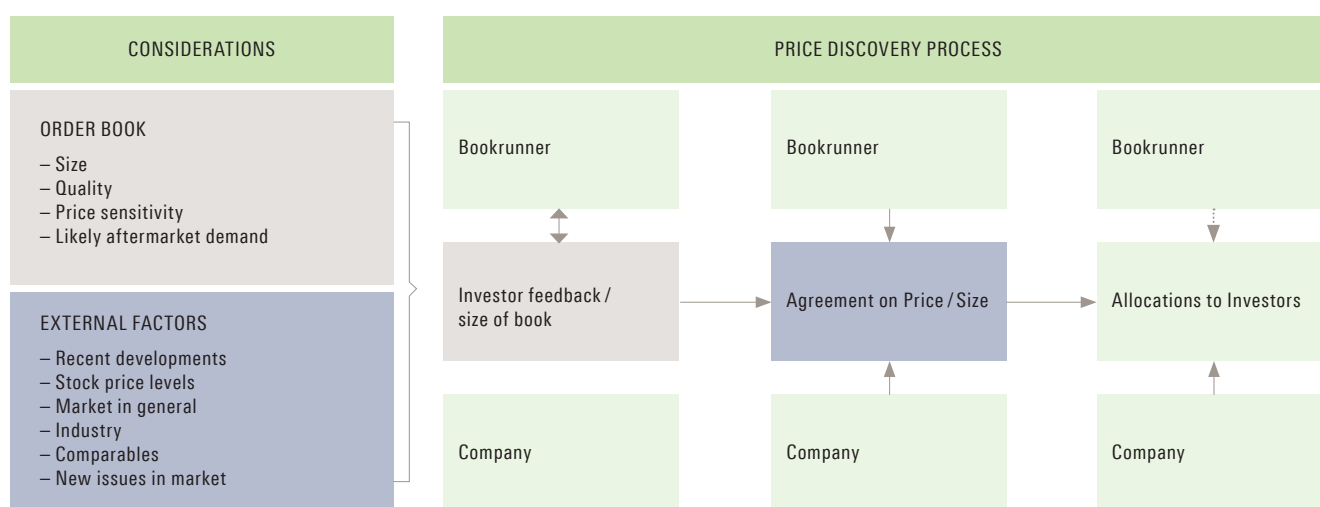 CONSIDERATIONS
ORDER BOOK
– Size
– Quality
– Price sensitivity
– Likely aftermarket demand
EXTERNAL FACTORS
– Recent developments
– Stock price levels
– Market in general
– Industry
– Comparables
– New issues in market
PRICE DISCOVERY PROCESS
Bookrunner
Bookrunner
Bookrunner
Investor feedback /
size of book
Agreement on Price / Size
Allocations to Investors
Company
Company
Company